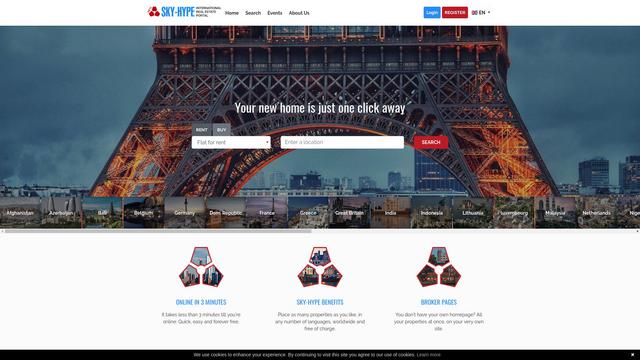 SKY-HYPE INTERNATIONAL
REAL ESTATE
PORTAL
Home Search Events About Us
Login REGISTER EN
Your new home is just one click away
RENT BUY
Flat for rent Enter a location SEARCH
Afghanistan Azerbaijan Bali Belgium Germany Dom. Republic France Greece Great Britain India Indonesia Lithuania Luxembourg Malaysia Netherlands
ONLINE IN 3 MINUTES
It takes less than 3 minutes till you're
online: Quick, easy and forever free.
SKY-HYPE BENEFITS
Place as many properties as you like, in
any number of languages, worldwide and
free of charge.
BROKER PAGES
You don't have your own homepage? All
your properties at once, on your very own
site.
We use cookies to enhance your experience. By continuing to visit this site you agree to our use of cookies. Learn more